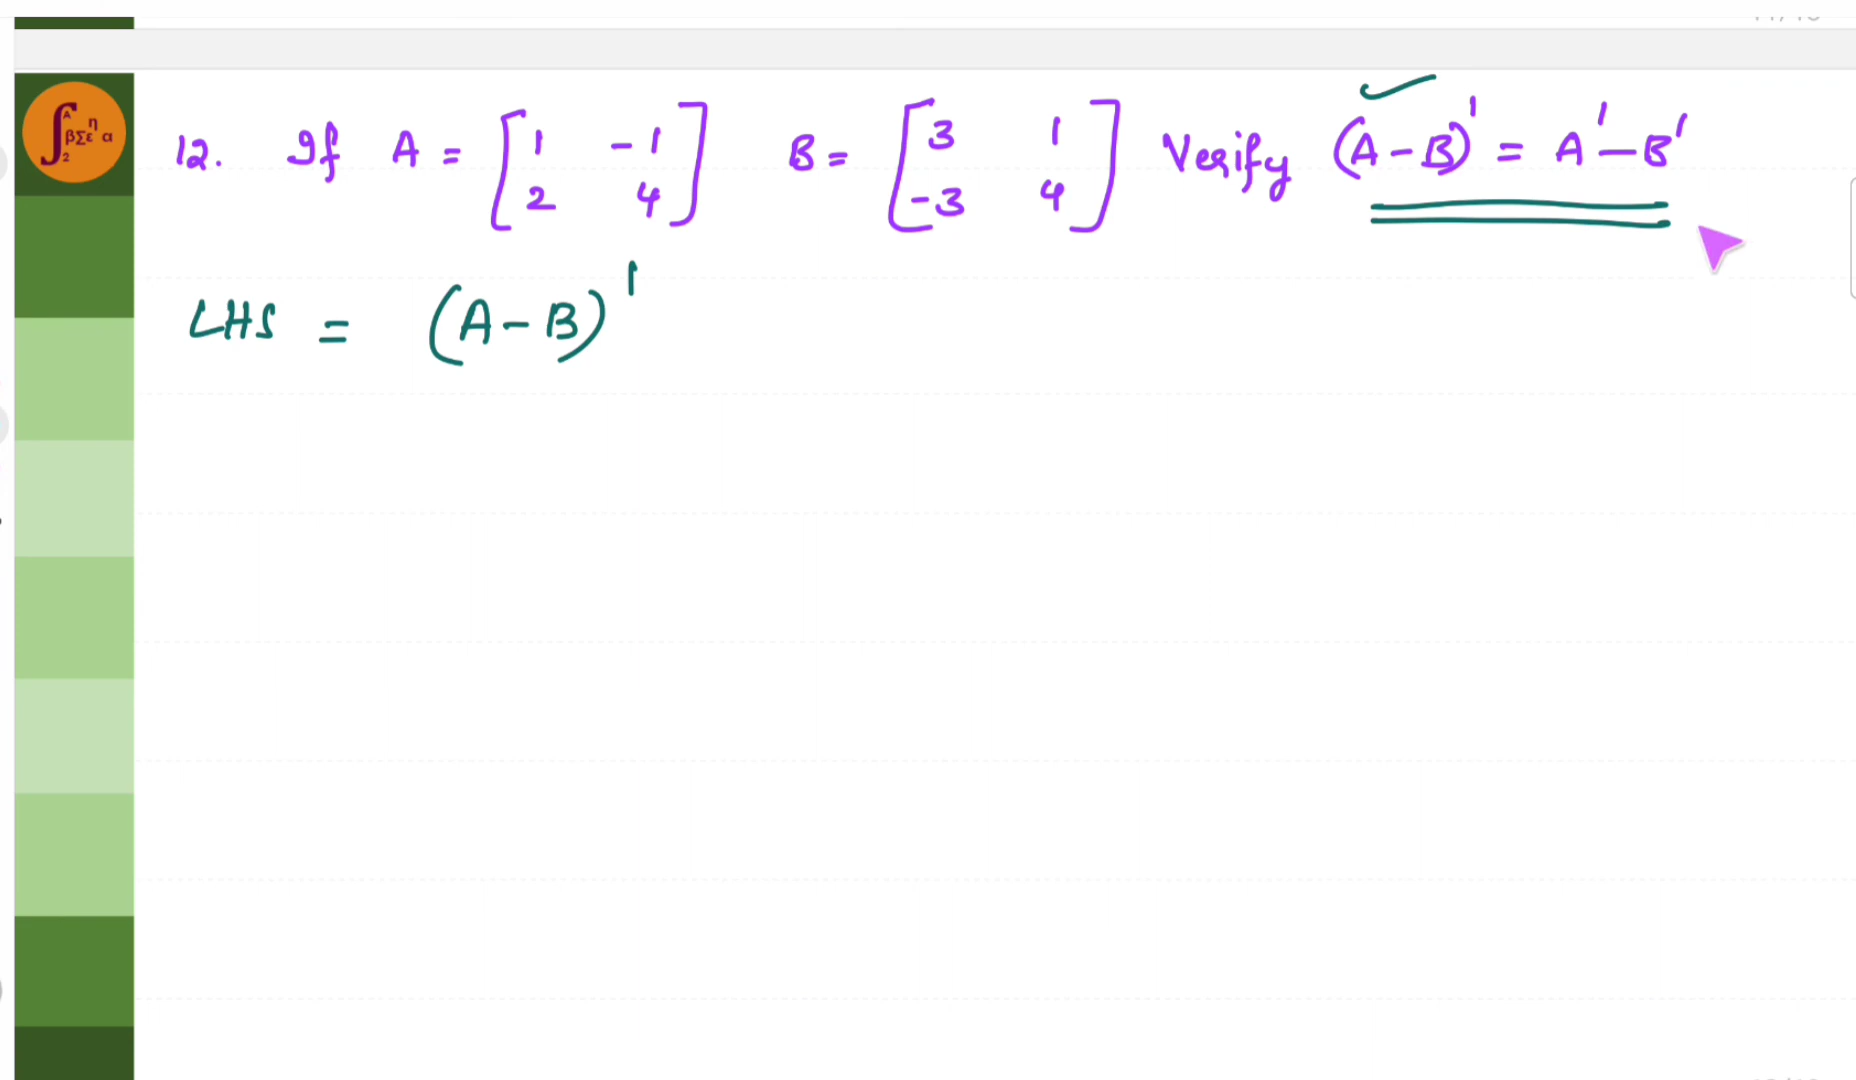 12. If A = [1 -1 2 4] B = [3 1 -3 4] Verify (A-B)' = A'-B'
LHS = (A-B)'